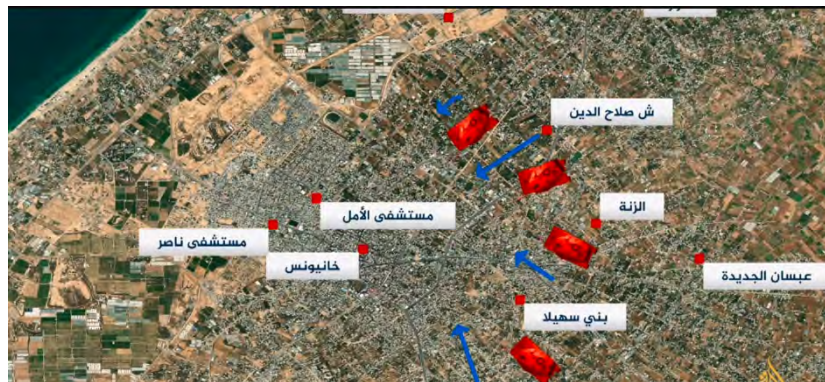 ش صلاح الدين
الزنة
مستشفى الأمل
مستشفى ناصر
خانيونس
عبسان الجديدة
بني سهيلا